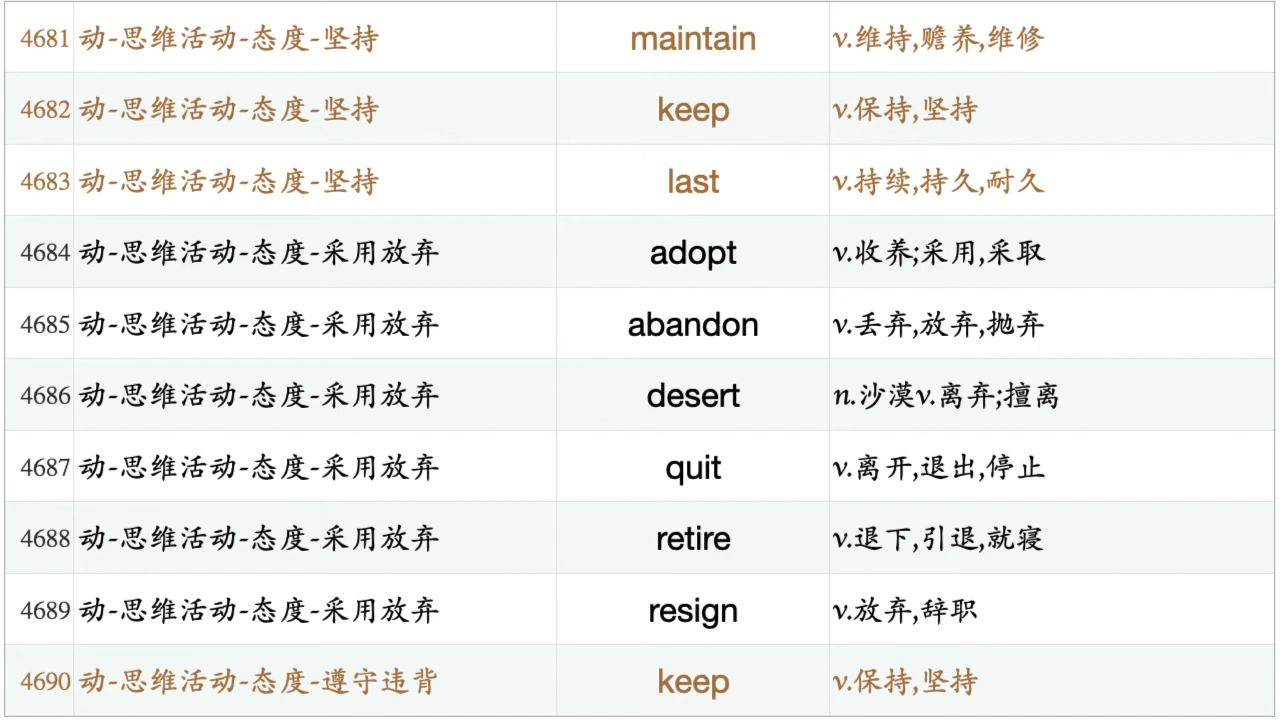 4681 动-思维活动-态度-坚持 maintain v.维持,赡养,维修
4682 动-思维活动-态度-坚持 keep v.保持,坚持
4683 动-思维活动-态度-坚持 last v.持续,持久,耐久
4684 动-思维活动-态度-采用放弃 adopt v.收养;采用,采取
4685 动-思维活动-态度-采用放弃 abandon v.丢弃,放弃,抛弃
4686 动-思维活动-态度-采用放弃 desert n.沙漠v.离弃;擅离
4687 动-思维活动-态度-采用放弃 quit v.离开,退出,停止
4688 动-思维活动-态度-采用放弃 retire v.退下,引退,就寝
4689 动-思维活动-态度-采用放弃 resign v.放弃,辞职
4690 动-思维活动-态度-遵守违背 keep v.保持,坚持